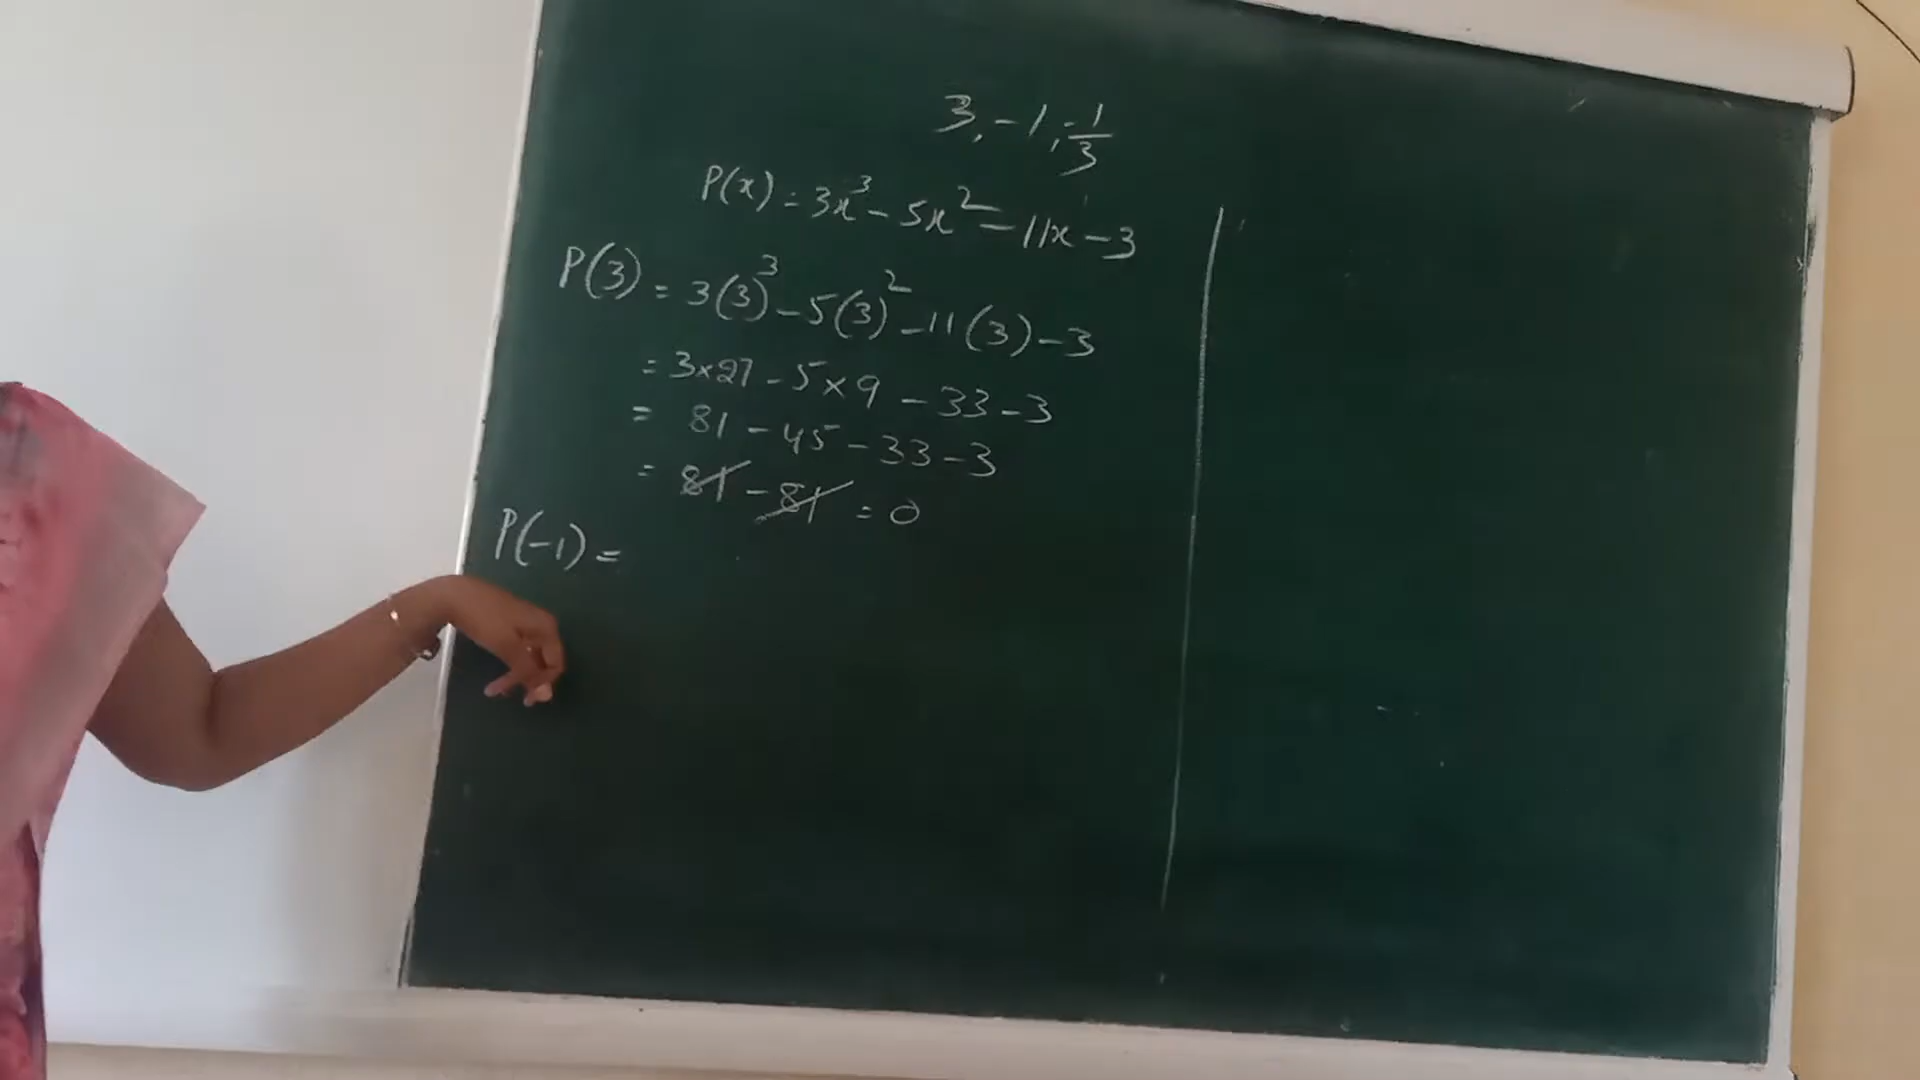 3, -1, -1/3
P(x) = 3x³ - 5x² - 11x - 3
P(3) = 3(3)³ - 5(3)² - 11(3) - 3
= 3×27 - 5×9 - 33 - 3
= 81 - 45 - 33 - 3
= 81 - 81 = 0
P(-1) =